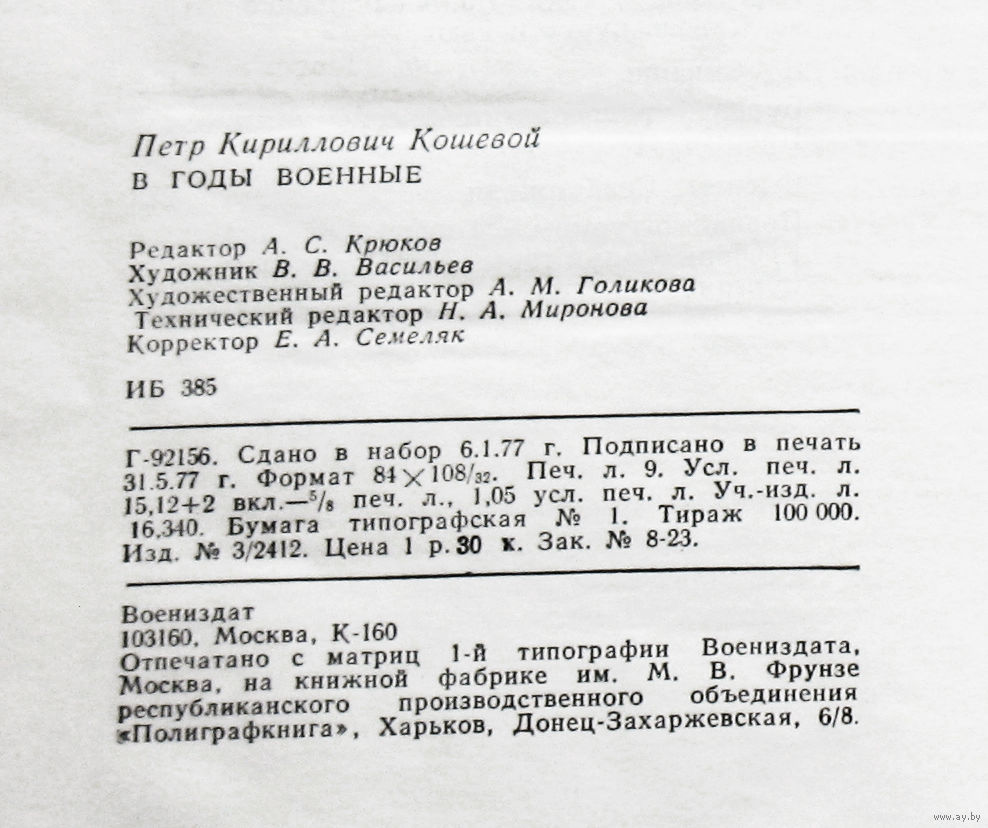 Петр Кириллович Кошевой
В ГОДЫ ВОЕННЫЕ
Редактор А. С. Крюков
Художник В. В. Васильев
Художественный редактор А. М. Голикова
Технический редактор Н. А. Миронова
Корректор Е. А. Семеляк
ИБ 385
Г-92156. Сдано в набор 6.1.77 г. Подписано в печать
31.5.77 г. Формат 84×108/32. Печ. л. 9. Усл. печ. л.
15,12+2 вкл.—5/8 печ. л., 1,05 усл. печ. л. Уч.-изд. л.
16,340. Бумага типографская № 1. Тираж 100 000.
Изд. № 3/2412. Цена 1 р. 30 к. Зак. № 8-23.
Воениздат
103160, Москва, К-160
Отпечатано с матриц 1-й типографии Воениздата,
Москва, на книжной фабрике им. М. В. Фрунзе
республиканского производственного объединения
«Полиграфкнига», Харьков, Донец-Захаржевская, 6/8.
www.ay.by